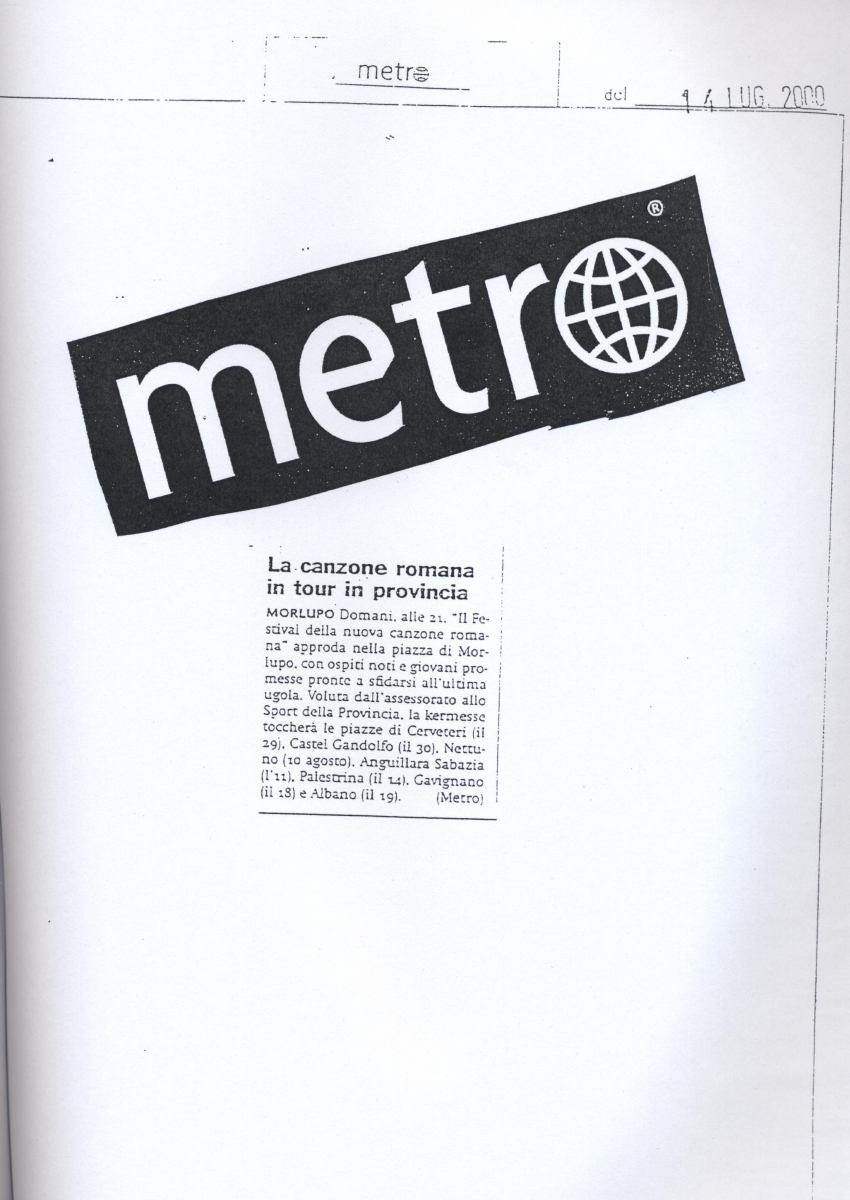 metro
del 14 LUG. 2000
metro ®
La canzone romana
in tour in provincia
MORLUPO Domani, alle 21, "Il Fe-
stival della nuova canzone roma-
na" approda nella piazza di Mor-
lupo, con ospiti noti e giovani pro-
messe pronte a sfidarsi all'ultima
ugola. Voluta dall'assessorato allo
Sport della Provincia, la kermesse
toccherà le piazze di Cerveteri (il
29), Castel Gandolfo (il 30), Nettu-
no (10 agosto), Anguillara Sabazia
(l'11), Palestrina (il 14), Gavignano
(il 18) e Albano (il 19). (Metro)